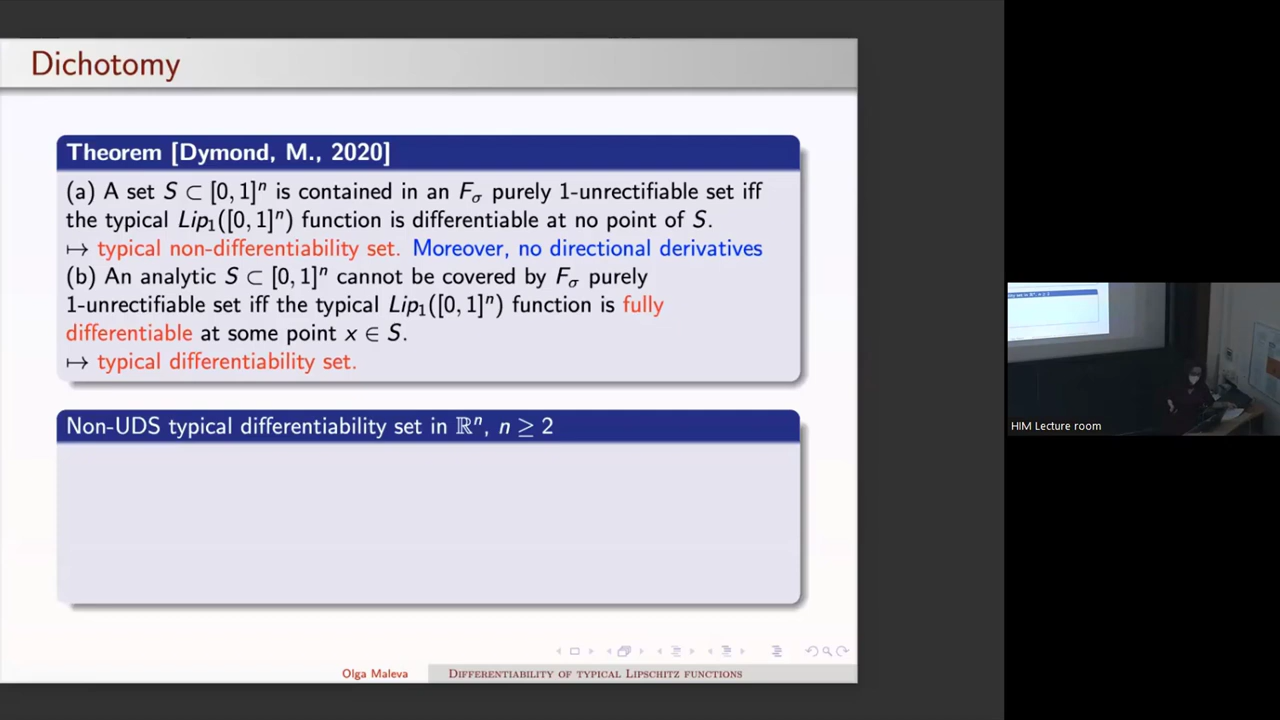 Dichotomy
Theorem [Dymond, M., 2020]
(a) A set S ⊂ [0, 1]ⁿ is contained in an Fσ purely 1-unrectifiable set iff
the typical Lip₁([0, 1]ⁿ) function is differentiable at no point of S.
↦ typical non-differentiability set. Moreover, no directional derivatives
(b) An analytic S ⊂ [0, 1]ⁿ cannot be covered by Fσ purely
1-unrectifiable set iff the typical Lip₁([0, 1]ⁿ) function is fully
differentiable at some point x ∈ S.
↦ typical differentiability set.
Non-UDS typical differentiability set in ℝⁿ, n ≥ 2
Olga Maleva
Differentiability of typical Lipschitz functions
HIM Lecture room